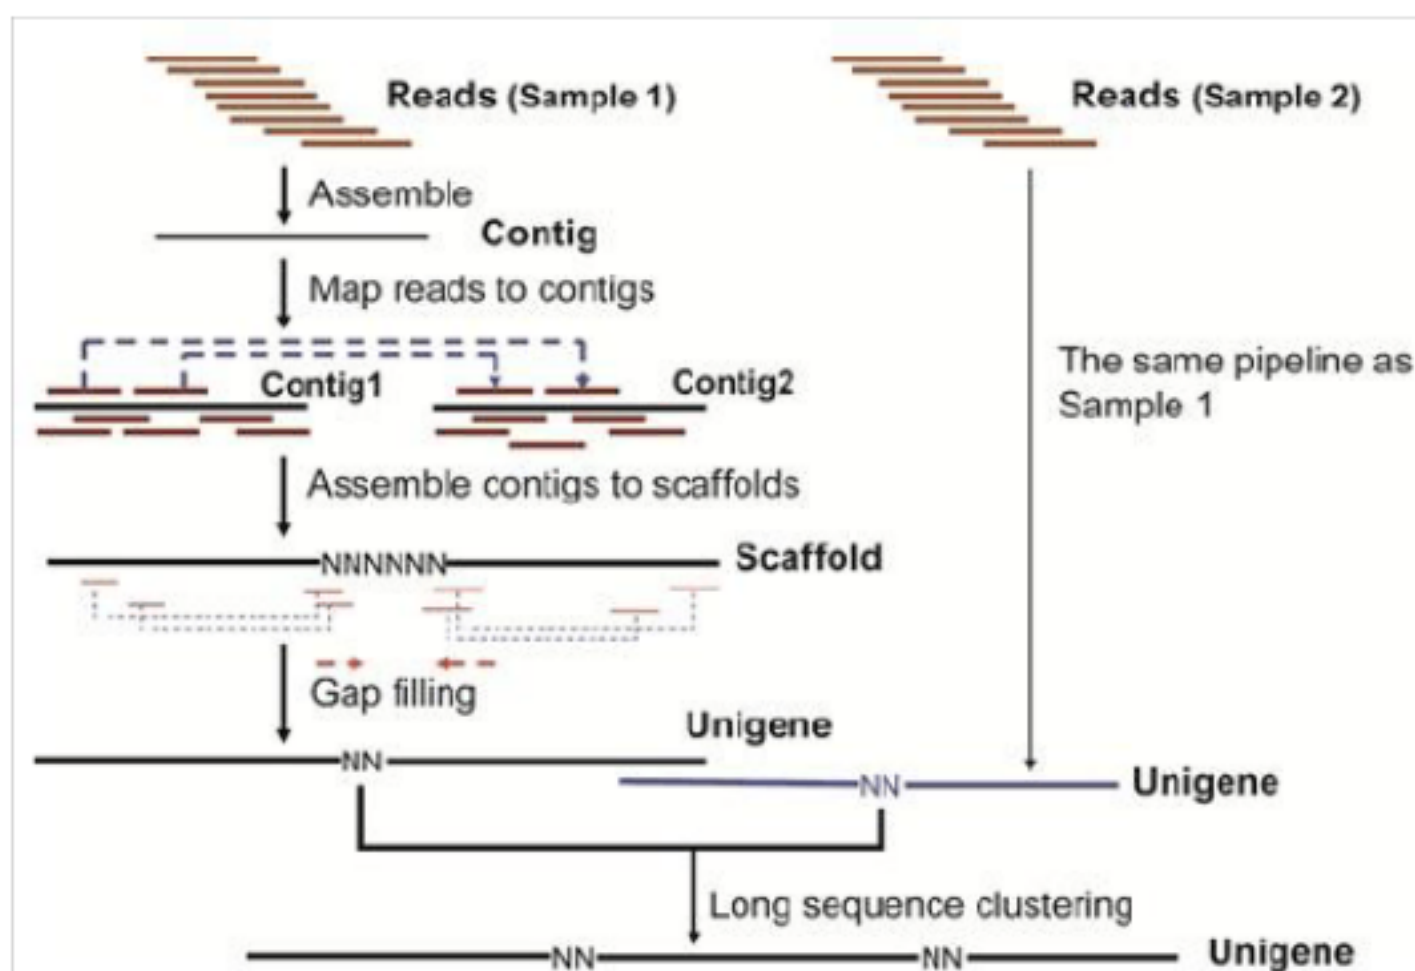 Reads (Sample 1)
Reads (Sample 2)
Assemble
Contig
Map reads to contigs
Contig1
Contig2
The same pipeline as
Sample 1
Assemble contigs to scaffolds
NNNNNN
Scaffold
Gap filling
Unigene
NN
NN
Unigene
Long sequence clustering
NN
NN
Unigene